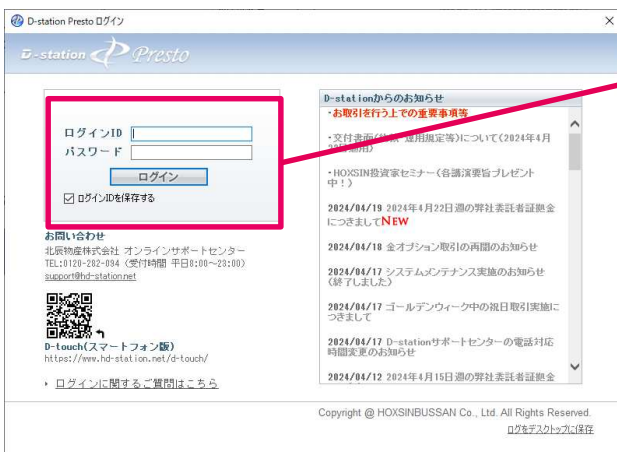 D-station Presto ログイン
D-station Presto
ログインID
パスワード
ログイン
ログインIDを保存する
お問い合わせ
北辰物産株式会社 オンラインサポートセンター
TEL:0120-282-094 (受付時間 平日8:00~23:00)
support@hd-station.net
D-touch(スマートフォン版)
https://www.hd-station.net/d-touch/
ログインに関するご質問はこちら
D-stationからのお知らせ
・お取引を行う上での重要事項等
・交付書面(約款・運用規定等)について(2024年4月
・HOXSIN投資家セミナー(各講演要旨プレゼント
中!)
2024/04/19 2024年4月22日週の弊社委託者証拠金
につきましてNEW
2024/04/18 金オプション取引の再開のお知らせ
2024/04/17 システムメンテナンス実施のお知らせ
(終了しました)
2024/04/17 ゴールデンウィーク中の祝日取引実施に
つきまして
2024/04/17 D-stationサポートセンターの電話対応
時間変更のお知らせ
2024/04/12 2024年4月15日週の弊社委託者証拠金
Copyright @ HOXSINBUSSAN Co., Ltd. All Rights Reserved.
ログをデスクトップに保存